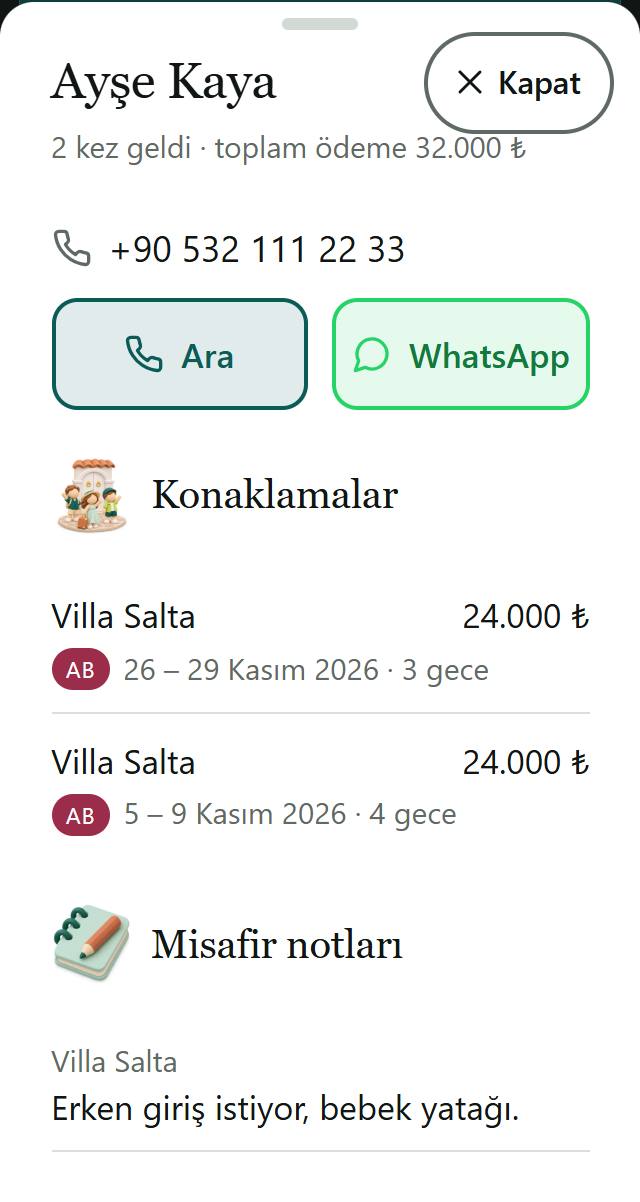 Ayşe Kaya
Kapat
2 kez geldi · toplam ödeme 32.000 ₺
+90 532 111 22 33
Ara
WhatsApp
Konaklamalar
Villa Salta 24.000 ₺
AB 26 – 29 Kasım 2026 · 3 gece
Villa Salta 24.000 ₺
AB 5 – 9 Kasım 2026 · 4 gece
Misafir notları
Villa Salta
Erken giriş istiyor, bebek yatağı.